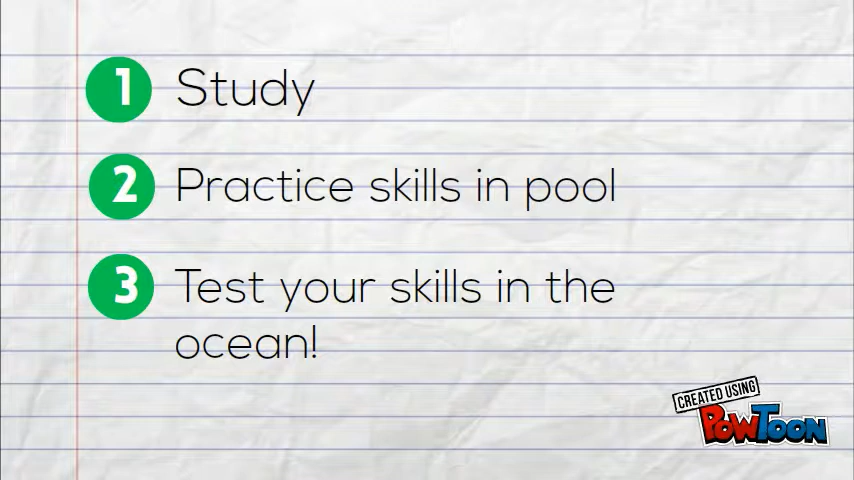 1 Study
2 Practice skills in pool
3 Test your skills in the
ocean!
CREATED USING
POWTOON